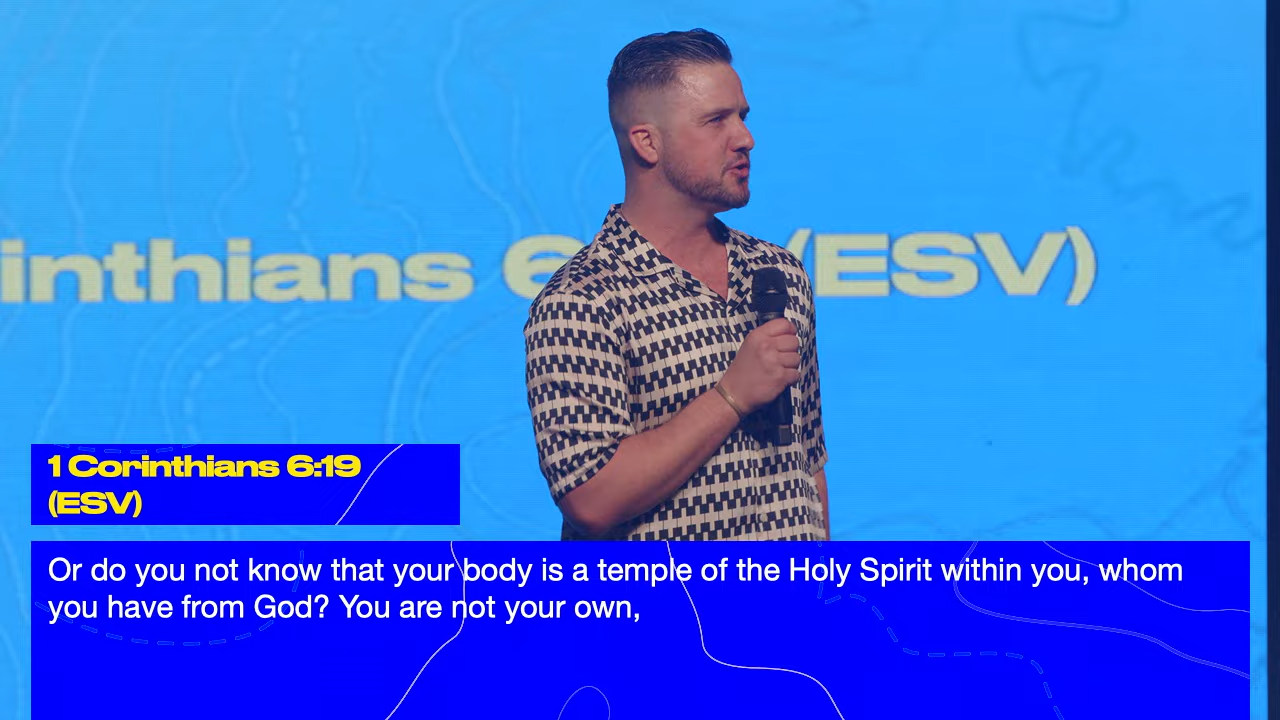 inthians 6 (ESV)
1 Corinthians 6:19
(ESV)
Or do you not know that your body is a temple of the Holy Spirit within you, whom
you have from God? You are not your own,